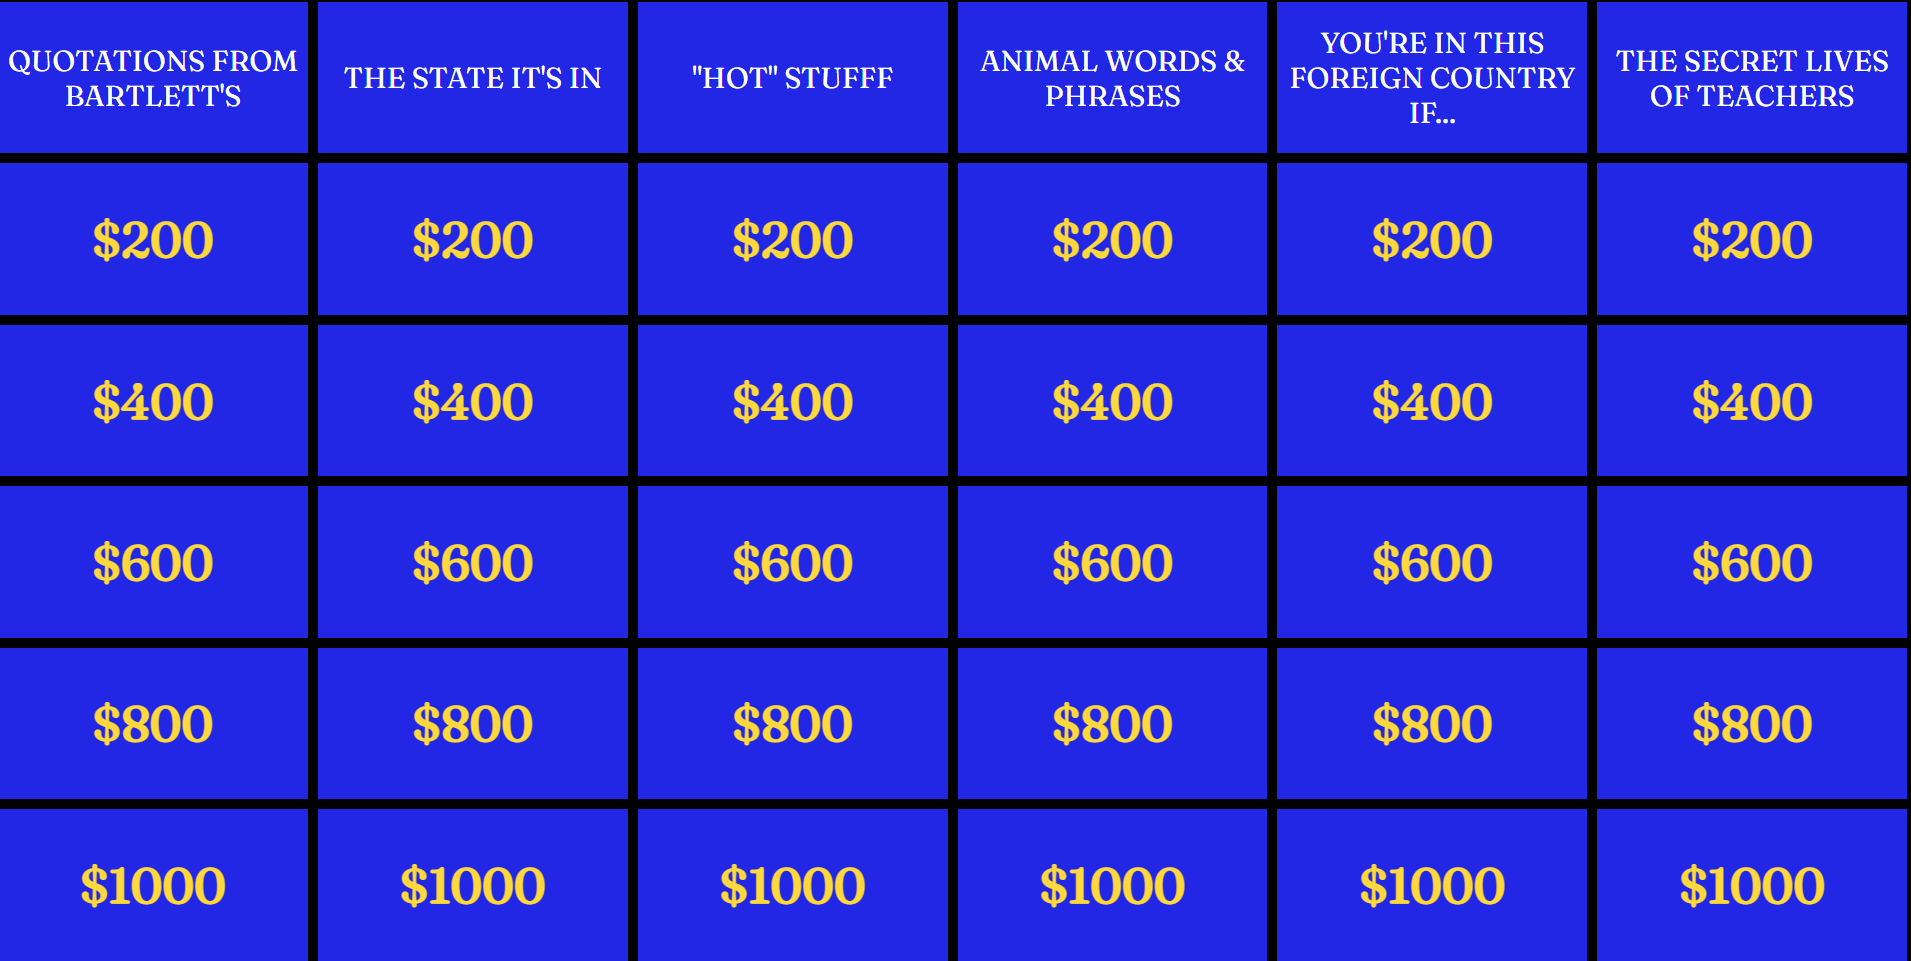 QUOTATIONS FROM
BARTLETT'S
THE STATE IT'S IN
"HOT" STUFFF
ANIMAL WORDS &
PHRASES
YOU'RE IN THIS
FOREIGN COUNTRY
IF...
THE SECRET LIVES
OF TEACHERS
$200 $200 $200 $200 $200 $200
$400 $400 $400 $400 $400 $400
$600 $600 $600 $600 $600 $600
$800 $800 $800 $800 $800 $800
$1000 $1000 $1000 $1000 $1000 $1000